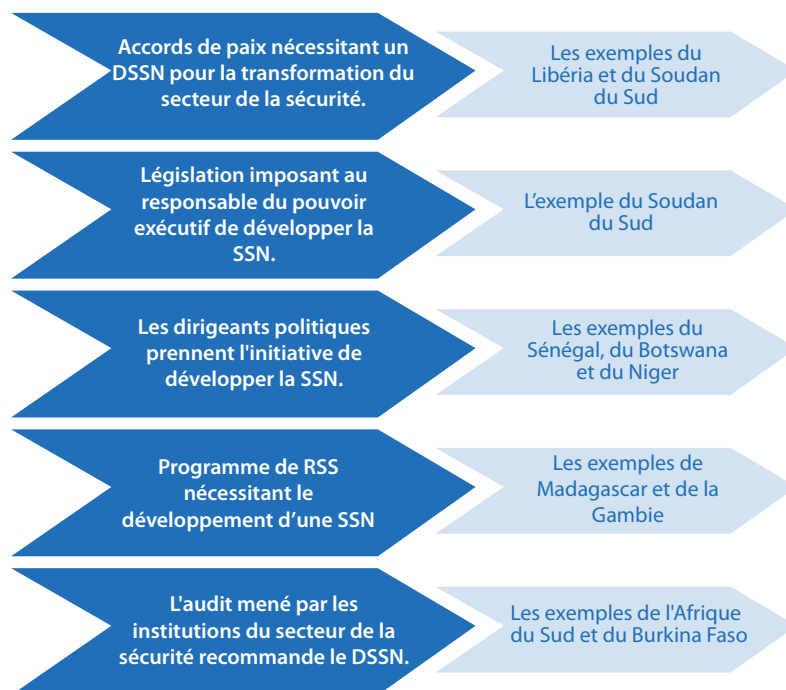 Accords de paix nécessitant un
DSSN pour la transformation du
secteur de la sécurité.
Les exemples du
Libéria et du Soudan
du Sud
Législation imposant au
responsable du pouvoir
exécutif de développer la
SSN.
L'exemple du Soudan
du Sud
Les dirigeants politiques
prennent l'initiative de
développer la SSN.
Les exemples du
Sénégal, du Botswana
et du Niger
Programme de RSS
nécessitant le
développement d'une SSN
Les exemples de
Madagascar et de la
Gambie
L'audit mené par les
institutions du secteur de la
sécurité recommande le DSSN.
Les exemples de l'Afrique
du Sud et du Burkina Faso